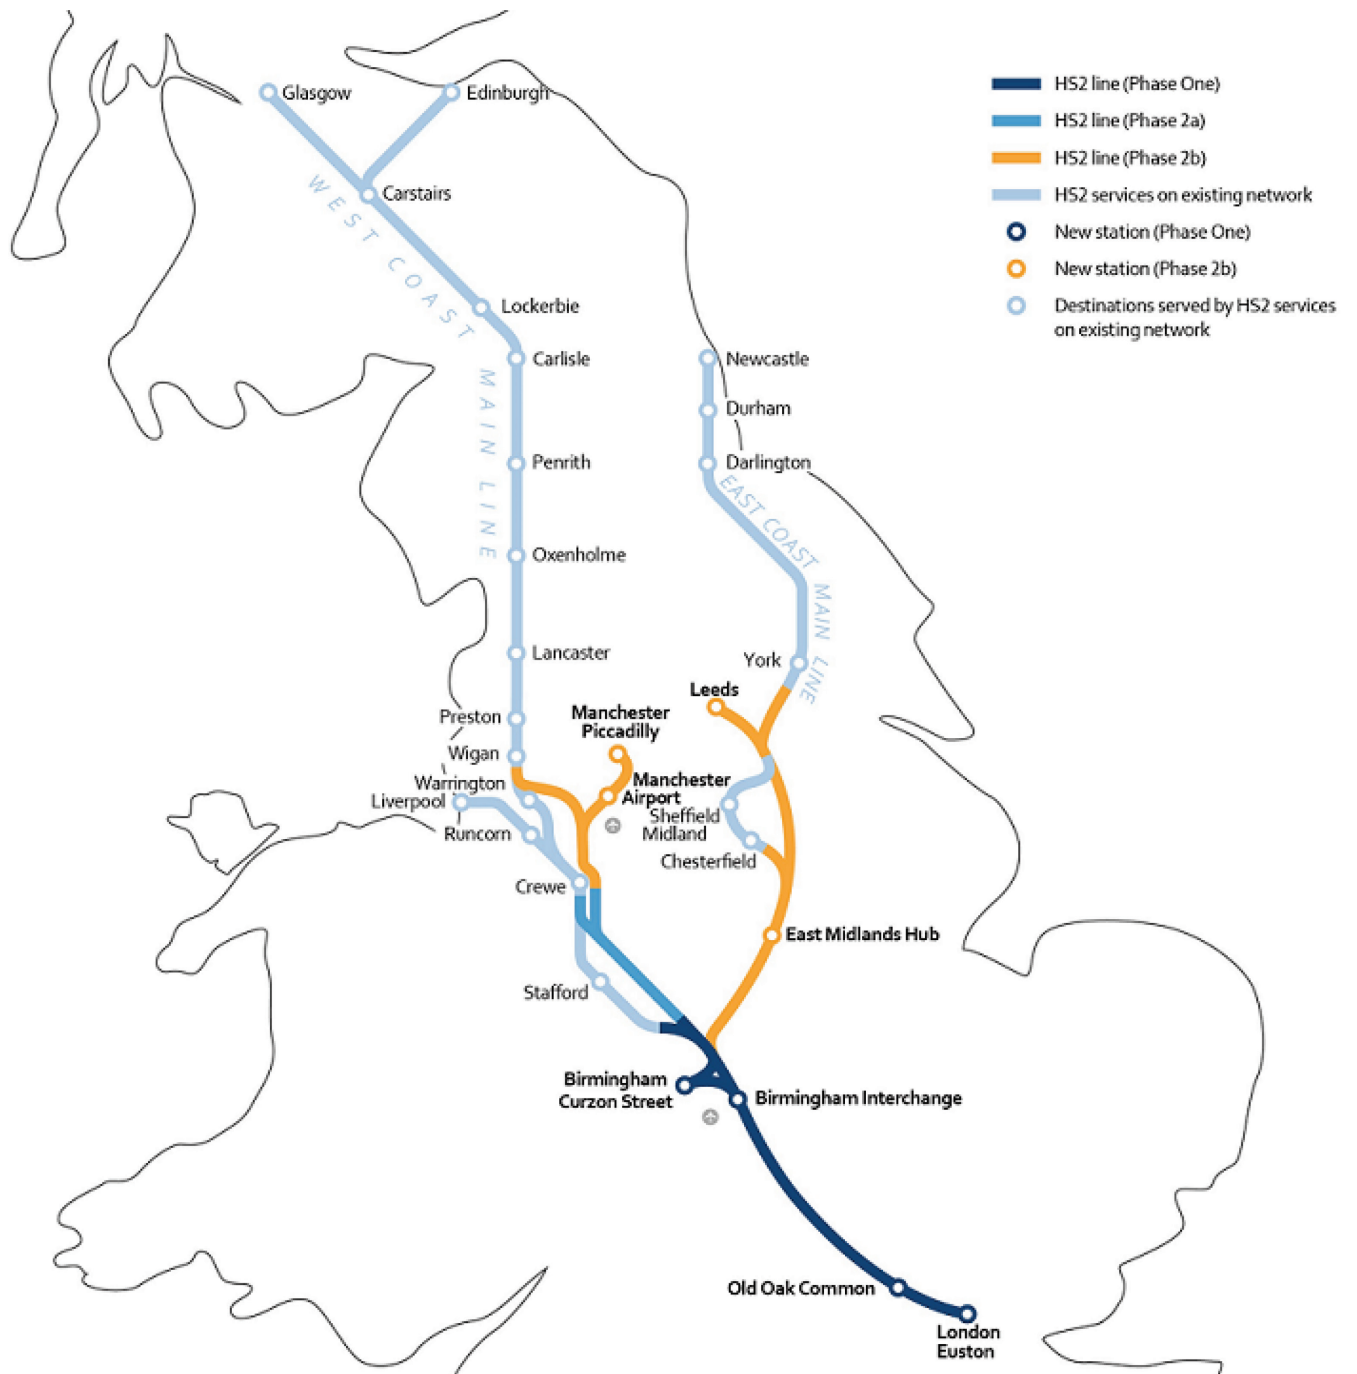 Glasgow
Edinburgh
Carstairs
WEST COAST MAIN LINE
Lockerbie
Carlisle
Penrith
Oxenholme
Lancaster
Preston
Wigan
Warrington
Liverpool
Runcorn
Crewe
Stafford
Manchester
Piccadilly
Manchester
Airport
Newcastle
Durham
Darlington
EAST COAST MAIN LINE
York
Leeds
Sheffield
Midland
Chesterfield
East Midlands Hub
Birmingham
Curzon Street
Birmingham Interchange
Old Oak Common
London
Euston
HS2 line (Phase One)
HS2 line (Phase 2a)
HS2 line (Phase 2b)
HS2 services on existing network
New station (Phase One)
New station (Phase 2b)
Destinations served by HS2 services
on existing network